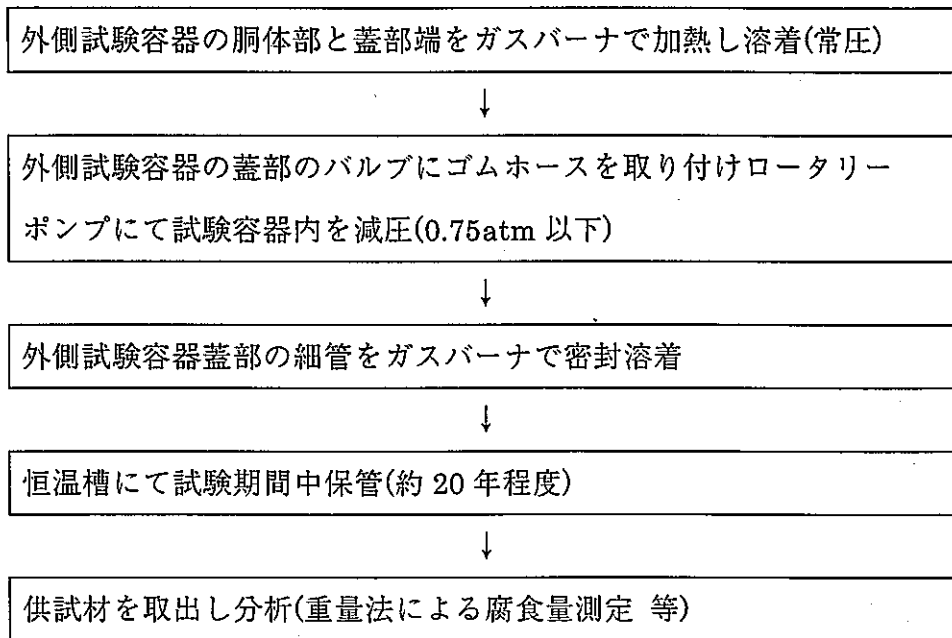 外側試験容器の胴体部と蓋部端をガスバーナで加熱し溶着(常圧)
↓
外側試験容器の蓋部のバルブにゴムホースを取り付けロータリー
ポンプにて試験容器内を減圧(0.75atm 以下)
↓
外側試験容器蓋部の細管をガスバーナで密封溶着
↓
恒温槽にて試験期間中保管(約 20 年程度)
↓
供試材を取出し分析(重量法による腐食量測定 等)